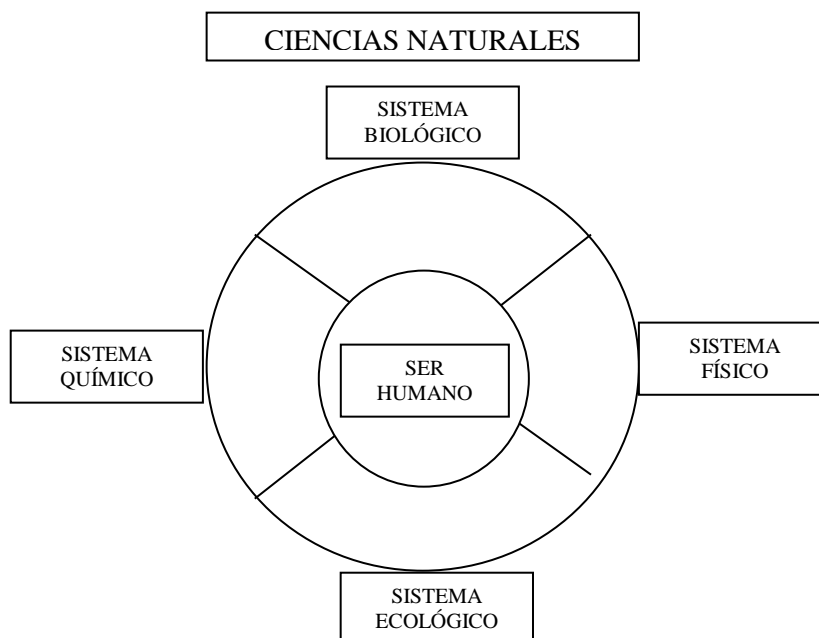 CIENCIAS NATURALES
SISTEMA
BIOLÓGICO
SISTEMA
QUÍMICO
SER
HUMANO
SISTEMA
FÍSICO
SISTEMA
ECOLÓGICO